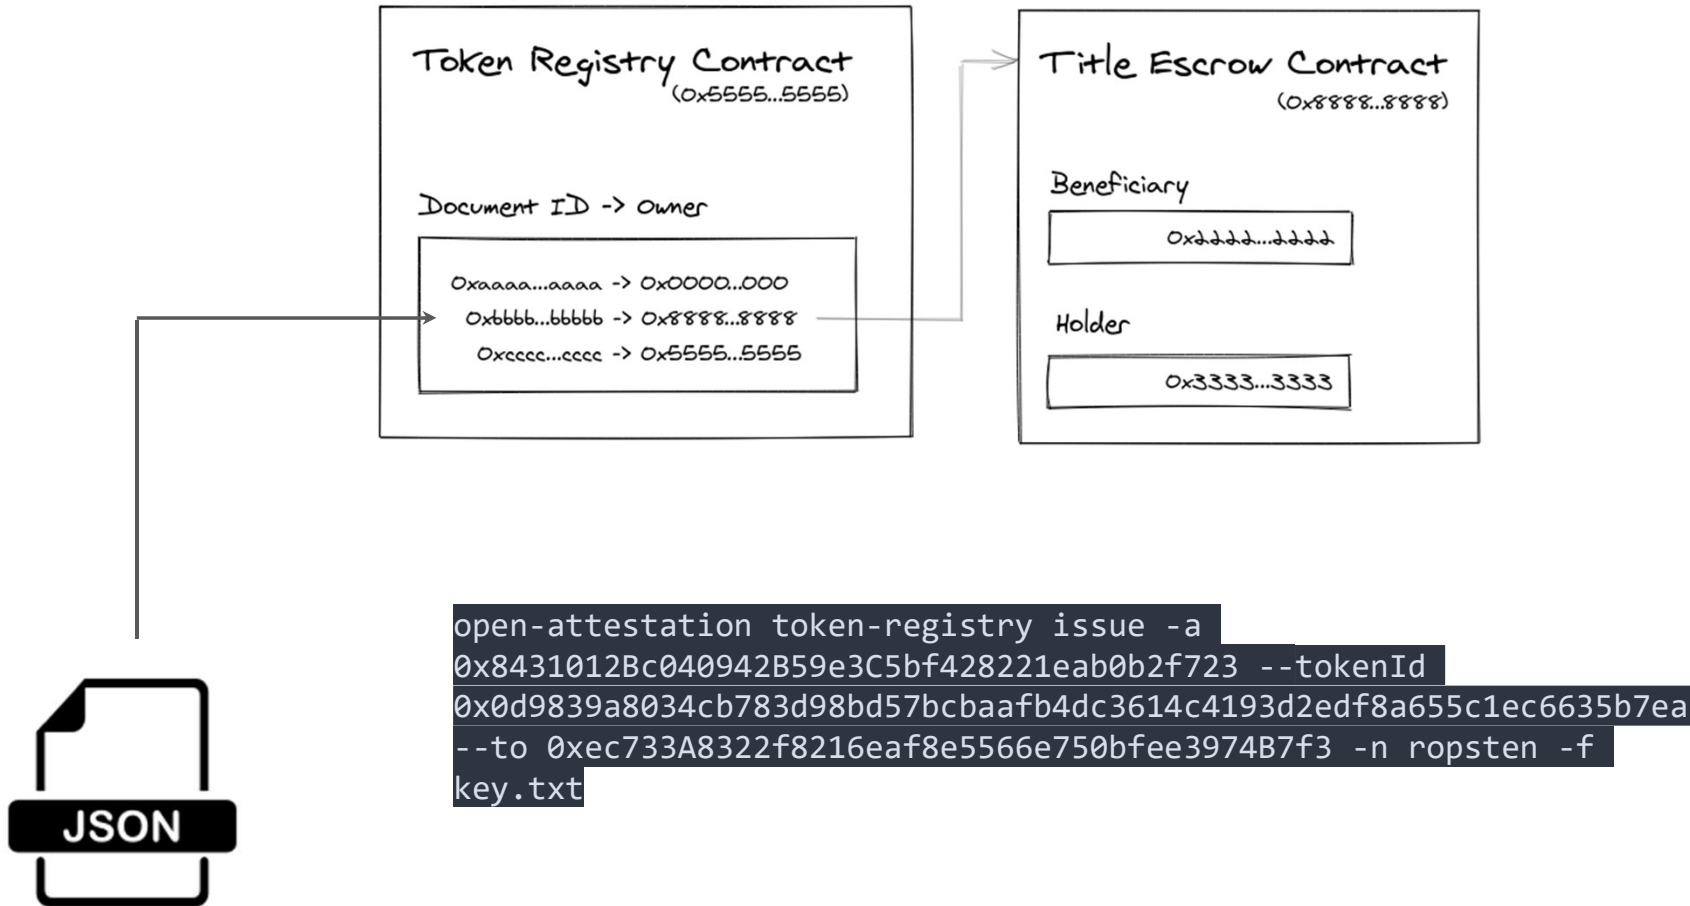 Token Registry Contract
(0x5555...5555)
Document ID -> Owner
0xaaaa...aaaa -> 0x0000...000
0xbbbb...bbbbb -> 0x8888...8888
0xcccc...cccc -> 0x5555...5555
Title Escrow Contract
(0x8888...8888)
Beneficiary
0x2222...2222
Holder
0x3333...3333
open-attestation token-registry issue -a
0x8431012Bc040942B59e3C5bf428221eab0b2f723 --tokenId
0x0d9839a8034cb783d98bd57bcbaafb4dc3614c4193d2edf8a655c1ec6635b7ea
--to 0xec733A8322f8216eaf8e5566e750bfee3974B7f3 -n ropsten -f
key.txt
JSON